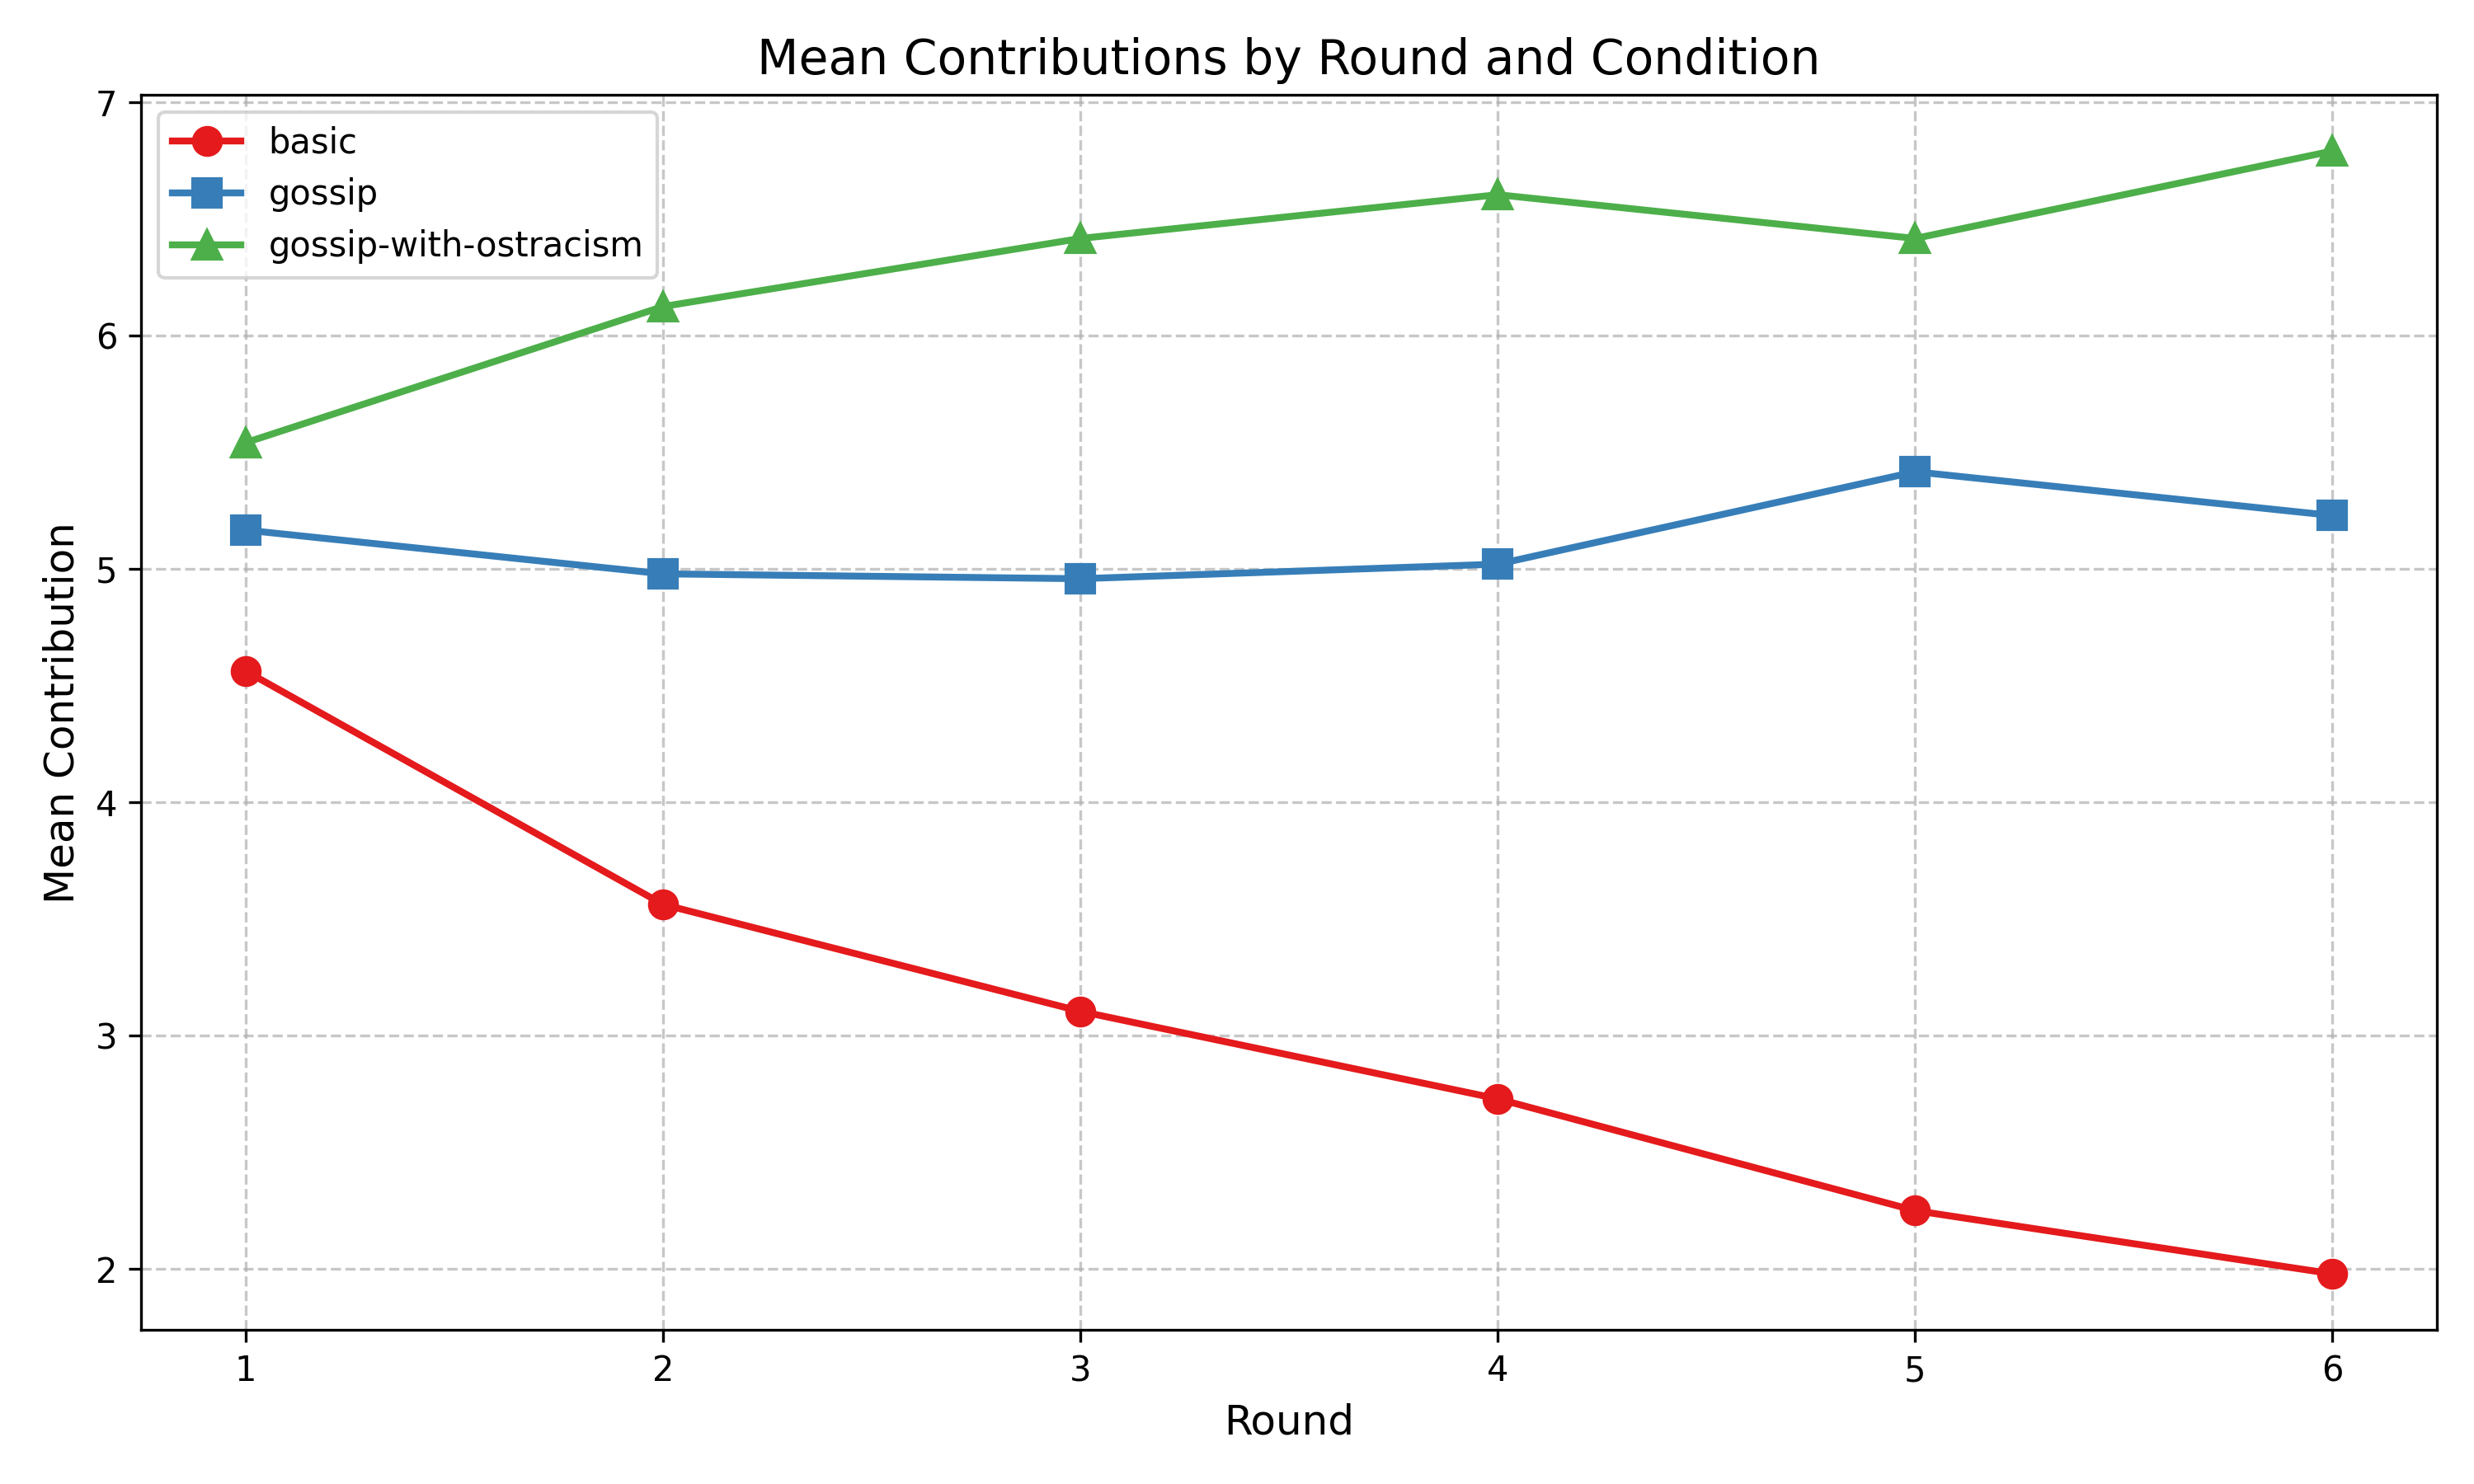 Mean Contributions by Round and Condition
basic
gossip
gossip-with-ostracism
Mean Contribution
7
6
5
4
3
2
1 2 3 4 5 6
Round